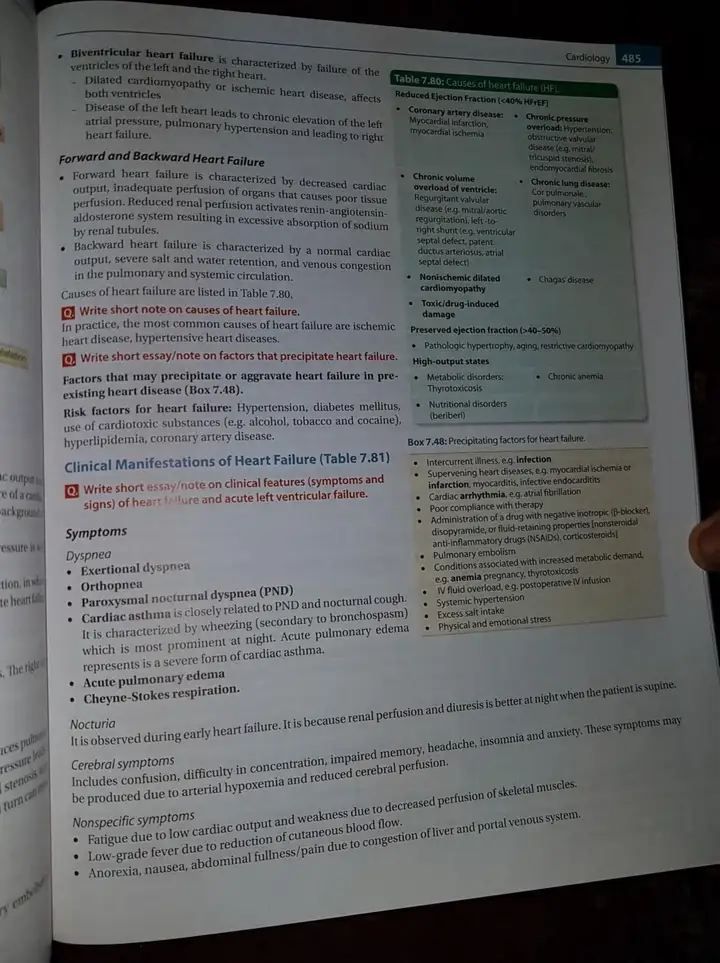 Cardiology 485
• Biventricular heart failure is characterized by failure of the
ventricles of the left and the right heart.
– Dilated cardiomyopathy or ischemic heart disease, affects
both ventricles
– Disease of the left heart leads to chronic elevation of the left
atrial pressure, pulmonary hypertension and leading to right
heart failure.
Forward and Backward Heart Failure
• Forward heart failure is characterized by decreased cardiac
output, inadequate perfusion of organs that causes poor tissue
perfusion. Reduced renal perfusion activates renin-angiotensin-
aldosterone system resulting in excessive absorption of sodium
by renal tubules.
• Backward heart failure is characterized by a normal cardiac
output, severe salt and water retention, and venous congestion
in the pulmonary and systemic circulation.
Causes of heart failure are listed in Table 7.80.
Q. Write short note on causes of heart failure.
In practice, the most common causes of heart failure are ischemic
heart disease, hypertensive heart diseases.
Q. Write short essay/note on factors that precipitate heart failure.
Factors that may precipitate or aggravate heart failure in pre-
existing heart disease (Box 7.48).
Risk factors for heart failure: Hypertension, diabetes mellitus,
use of cardiotoxic substances (e.g. alcohol, tobacco and cocaine),
hyperlipidemia, coronary artery disease.
Clinical Manifestations of Heart Failure (Table 7.81)
Q. Write short essay/note on clinical features (symptoms and
signs) of heart failure and acute left ventricular failure.
Symptoms
Dyspnea
• Exertional dyspnea
• Orthopnea
• Paroxysmal nocturnal dyspnea (PND)
• Cardiac asthma is closely related to PND and nocturnal cough.
It is characterized by wheezing (secondary to bronchospasm)
which is most prominent at night. Acute pulmonary edema
represents is a severe form of cardiac asthma.
• Acute pulmonary edema
• Cheyne-Stokes respiration.
Table 7.80: Causes of heart failure (HF).
Reduced Ejection Fraction (<40% HFrEF)
• Coronary artery disease:
Myocardial infarction,
myocardial ischemia
• Chronic pressure
overload: Hypertention,
obstructive valvular
disease (e.g. mitral/
tricuspid stenosis),
endomyocardial fibrosis
• Chronic volume
overload of ventricle:
Regurgitant valvular
disease (e.g. mitral/aortic
regurgitation), left-to-
right shunt (e.g. ventricular
septal defect, patent
ductus arteriosus, atrial
septal defect)
• Chronic lung disease:
Cor pulmonale,
pulmonary vascular
disorders
• Nonischemic dilated
cardiomyopathy
• Chagas disease
• Toxic/drug-induced
damage
Preserved ejection fraction (>40–50%)
• Pathologic hypertrophy, aging, restrictive cardiomyopathy
High-output states
• Metabolic disorders:
Thyrotoxicosis
• Chronic anemia
• Nutritional disorders
(beriberi)
Box 7.48: Precipitating factors for heart failure.
• Intercurrent illness, e.g. infection
• Supervening heart diseases, e.g. myocardial ischemia or
infarction, myocarditis, infective endocarditis
• Cardiac arrhythmia, e.g. atrial fibrillation
• Poor compliance with therapy
• Administration of a drug with negative inotropic (β-blocker),
disopyramide, or fluid-retaining properties [nonsteroidal
anti-inflammatory drugs (NSAIDs), corticosteroids]
• Pulmonary embolism
• Conditions associated with increased metabolic demand,
e.g. anemia pregnancy, thyrotoxicosis
• IV fluid overload, e.g. postoperative IV infusion
• Systemic hypertension
• Excess salt intake
• Physical and emotional stress
Nocturia
It is observed during early heart failure. It is because renal perfusion and diuresis is better at night when the patient is supine.
Cerebral symptoms
Includes confusion, difficulty in concentration, impaired memory, headache, insomnia and anxiety. These symptoms may
be produced due to arterial hypoxemia and reduced cerebral perfusion.
Nonspecific symptoms
• Fatigue due to low cardiac output and weakness due to decreased perfusion of skeletal muscles.
• Low-grade fever due to reduction of cutaneous blood flow.
• Anorexia, nausea, abdominal fullness/pain due to congestion of liver and portal venous system.